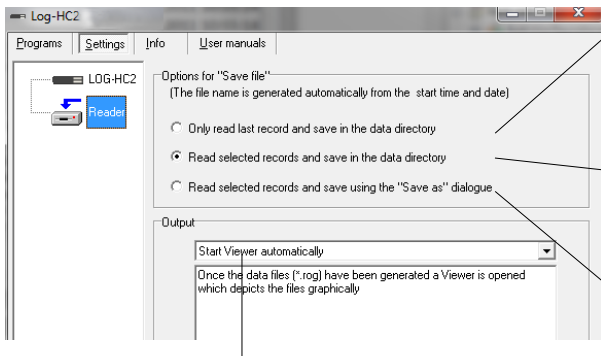 Log-HC2
Programs Settings Info User manuals
LOG-HC2
Reader
Options for "Save file"
(The file name is generated automatically from the start time and date)
Only read last record and save in the data directory
Read selected records and save in the data directory
Read selected records and save using the "Save as" dialogue
Output
Start Viewer automatically
Once the data files (*.rog) have been generated a Viewer is opened
which depicts the files graphically